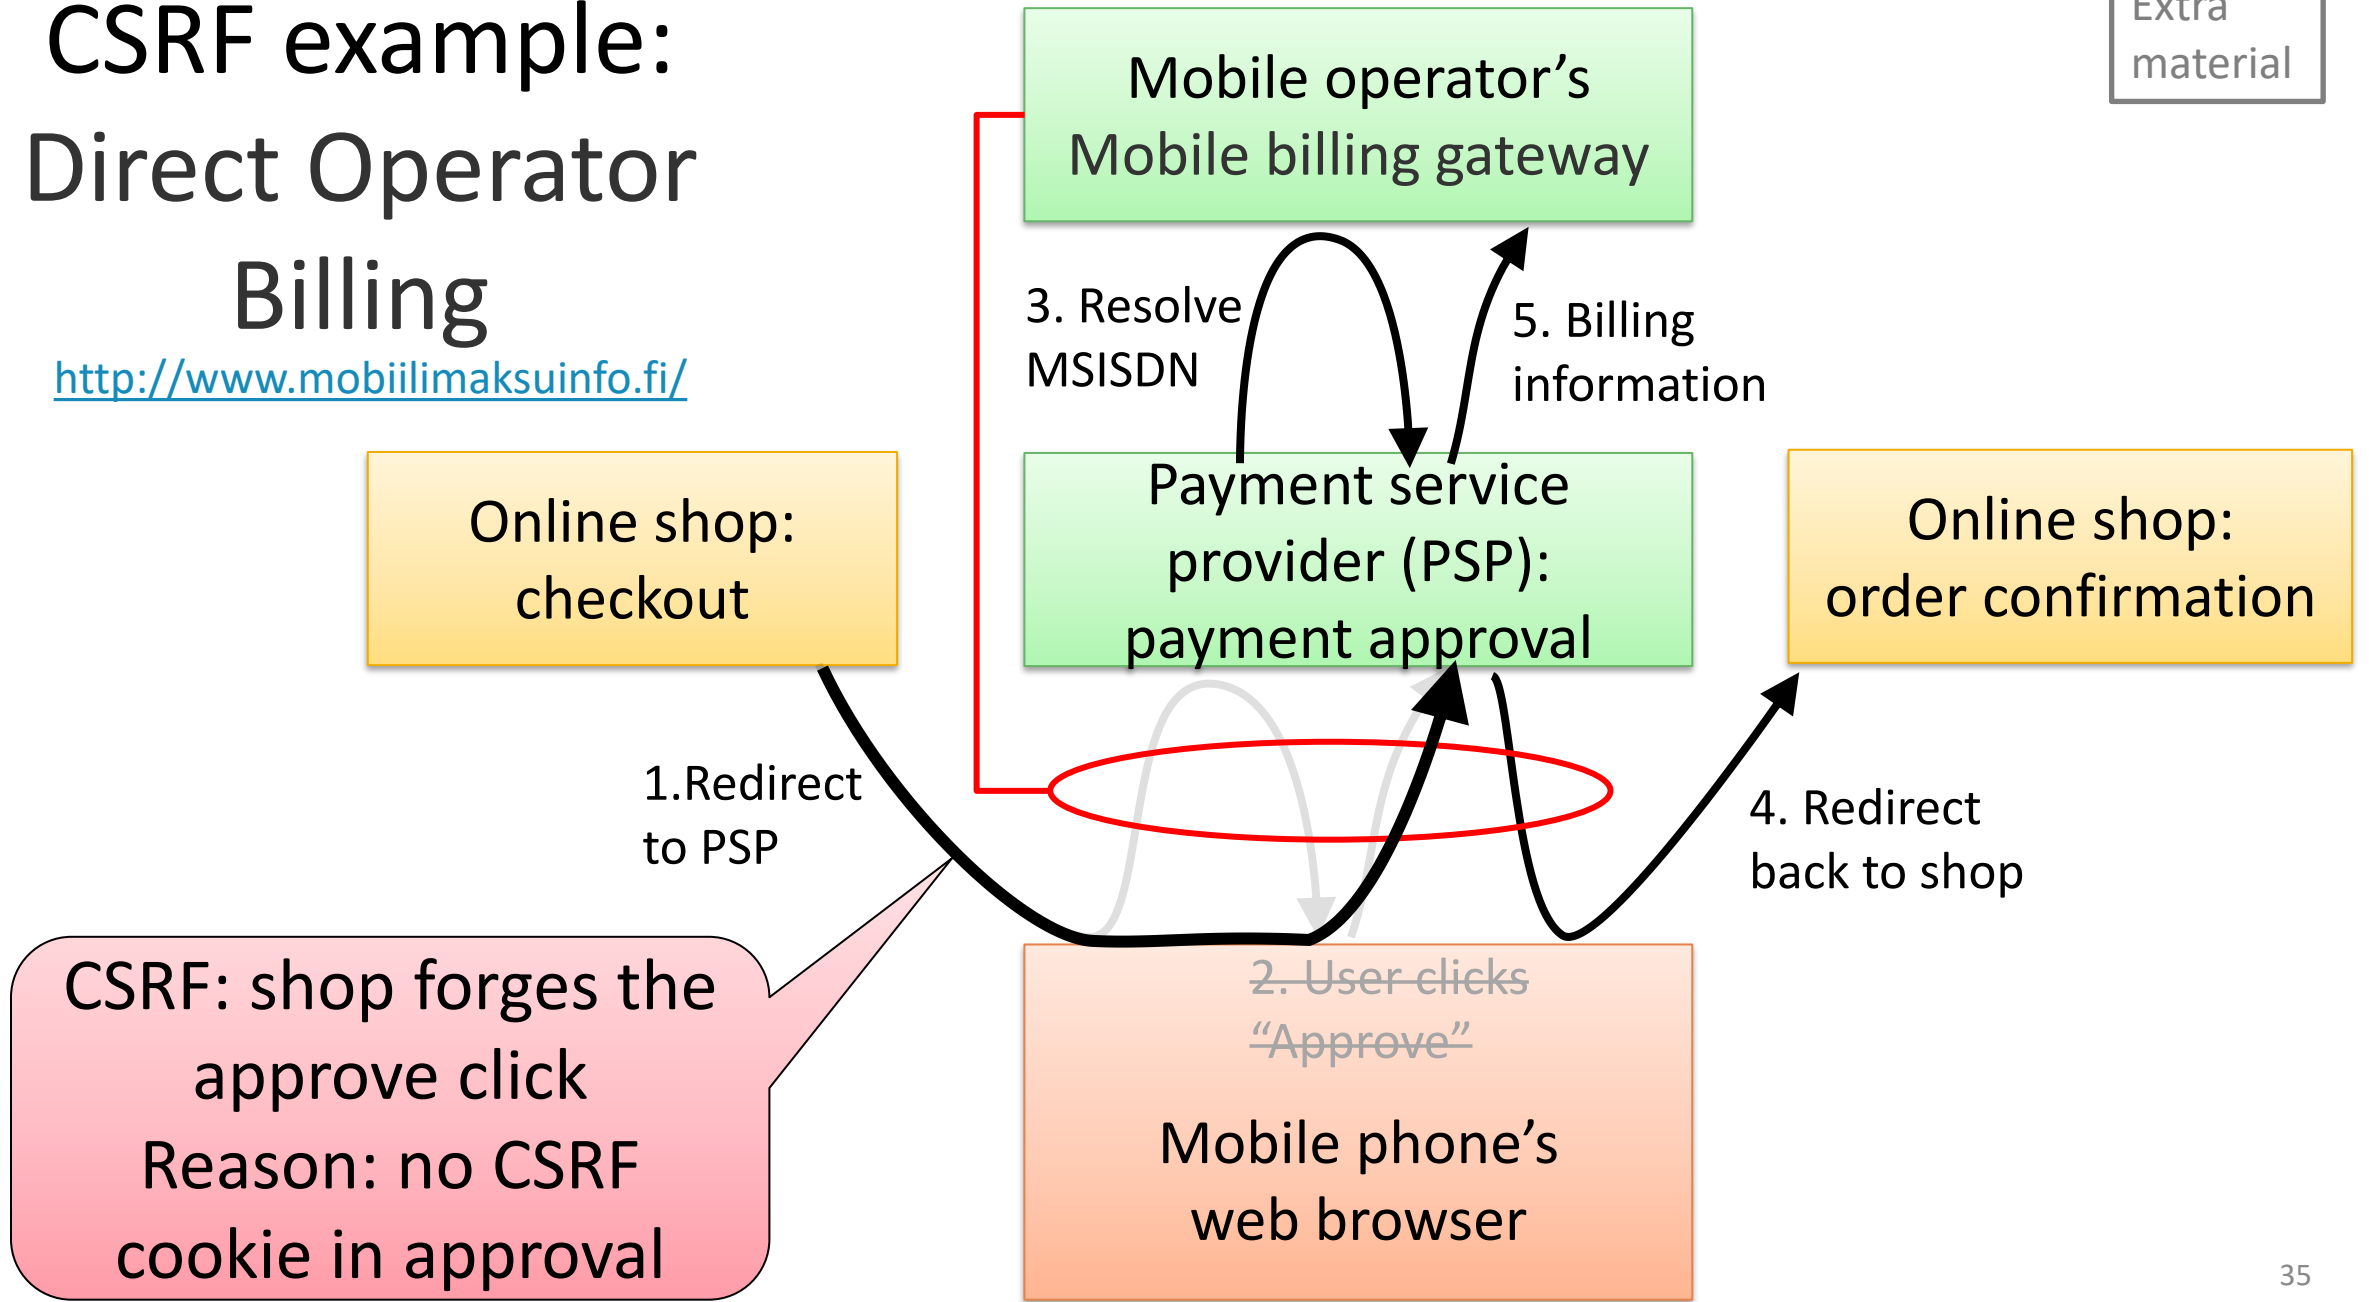 CSRF example:
Direct Operator
Billing
http://www.mobiilimaksuinfo.fi/
Extra
material
Mobile operator’s
Mobile billing gateway
3. Resolve
MSISDN
5. Billing
information
Online shop:
checkout
Payment service
provider (PSP):
payment approval
Online shop:
order confirmation
1.Redirect
to PSP
4. Redirect
back to shop
CSRF: shop forges the
approve click
Reason: no CSRF
cookie in approval
2. User clicks
“Approve”
Mobile phone’s
web browser
35